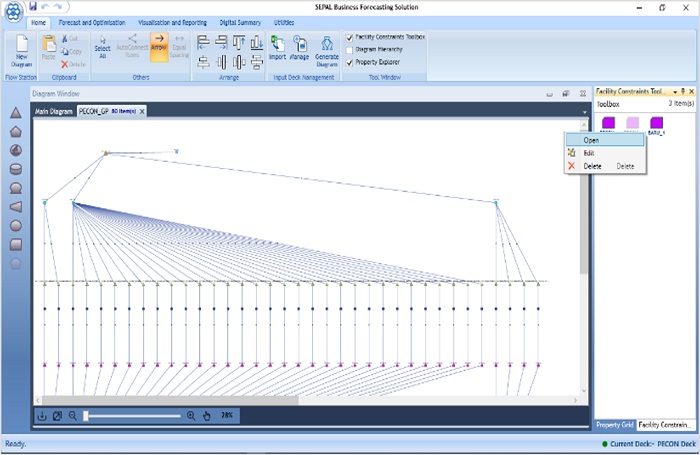 SEPAL Business Forecasting Solution
Home Forecast and Optimisation Visualisation and Reporting Digital Summary Utilities
New Diagram
Paste
Cut
Copy
Delete
Select All
AutoConnect Items
Arrow
Equal Spacing
Import
Manage
Generate Diagram
Facility Constraints Toolbox
Diagram Hierarchy
Property Explorer
Flow Station Clipboard Others Arrange Input Deck Management Tool Window
Diagram Window
Facility Constraints Tool...
Main Diagram PECON_GP 80 Item(s) X
Toolbox 3 Item(s)
Open
Edit
Delete Delete
78%
Property Grid Facility Constrain...
Ready.
Current Deck:- PECON Deck